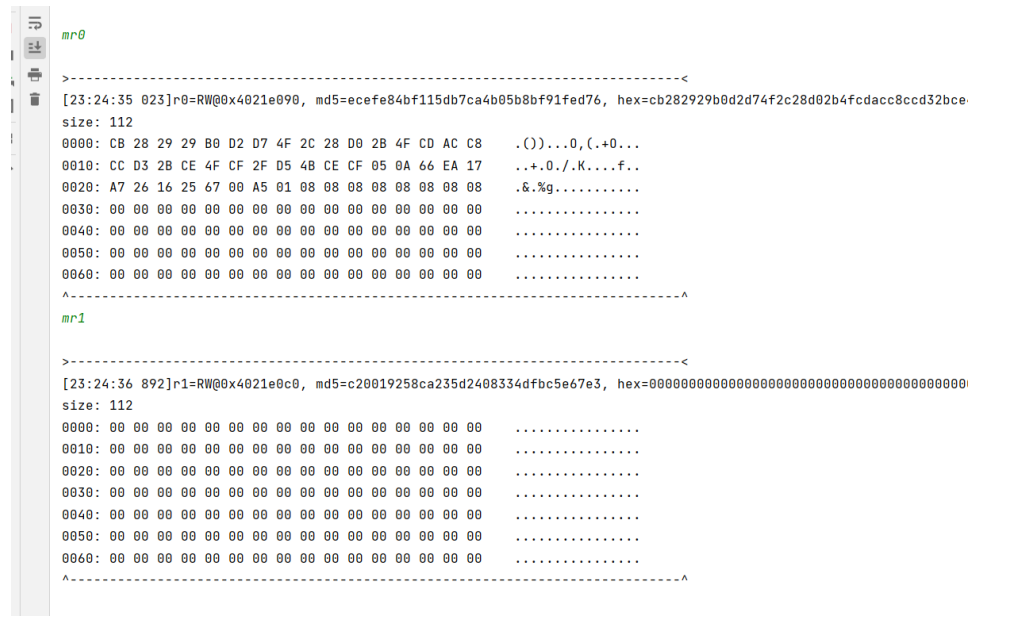 mr0
>-----------------------------------------------------------------------------<
[23:24:35 023]r0=RW@0x4021e090, md5=ecefe84bf115db7ca4b05b8bf91fed76, hex=cb282929b0d2d74f2c28d02b4fcdacc8ccd32bce
size: 112
0000: CB 28 29 29 B0 D2 D7 4F 2C 28 D0 2B 4F CD AC C8    .())...O,(.+O...
0010: CC D3 2B CE 4F CF 2F D5 4B CE CF 05 0A 66 EA 17    ..+.O./.K....f..
0020: A7 26 16 25 67 00 A5 01 08 08 08 08 08 08 08 08    .&.%g...........
0030: 00 00 00 00 00 00 00 00 00 00 00 00 00 00 00 00    ................
0040: 00 00 00 00 00 00 00 00 00 00 00 00 00 00 00 00    ................
0050: 00 00 00 00 00 00 00 00 00 00 00 00 00 00 00 00    ................
0060: 00 00 00 00 00 00 00 00 00 00 00 00 00 00 00 00    ................
^-----------------------------------------------------------------------------^
mr1
>-----------------------------------------------------------------------------<
[23:24:36 892]r1=RW@0x4021e0c0, md5=c20019258ca235d2408334dfbc5e67e3, hex=0000000000000000000000000000000000000000
size: 112
0000: 00 00 00 00 00 00 00 00 00 00 00 00 00 00 00 00    ................
0010: 00 00 00 00 00 00 00 00 00 00 00 00 00 00 00 00    ................
0020: 00 00 00 00 00 00 00 00 00 00 00 00 00 00 00 00    ................
0030: 00 00 00 00 00 00 00 00 00 00 00 00 00 00 00 00    ................
0040: 00 00 00 00 00 00 00 00 00 00 00 00 00 00 00 00    ................
0050: 00 00 00 00 00 00 00 00 00 00 00 00 00 00 00 00    ................
0060: 00 00 00 00 00 00 00 00 00 00 00 00 00 00 00 00    ................
^-----------------------------------------------------------------------------^